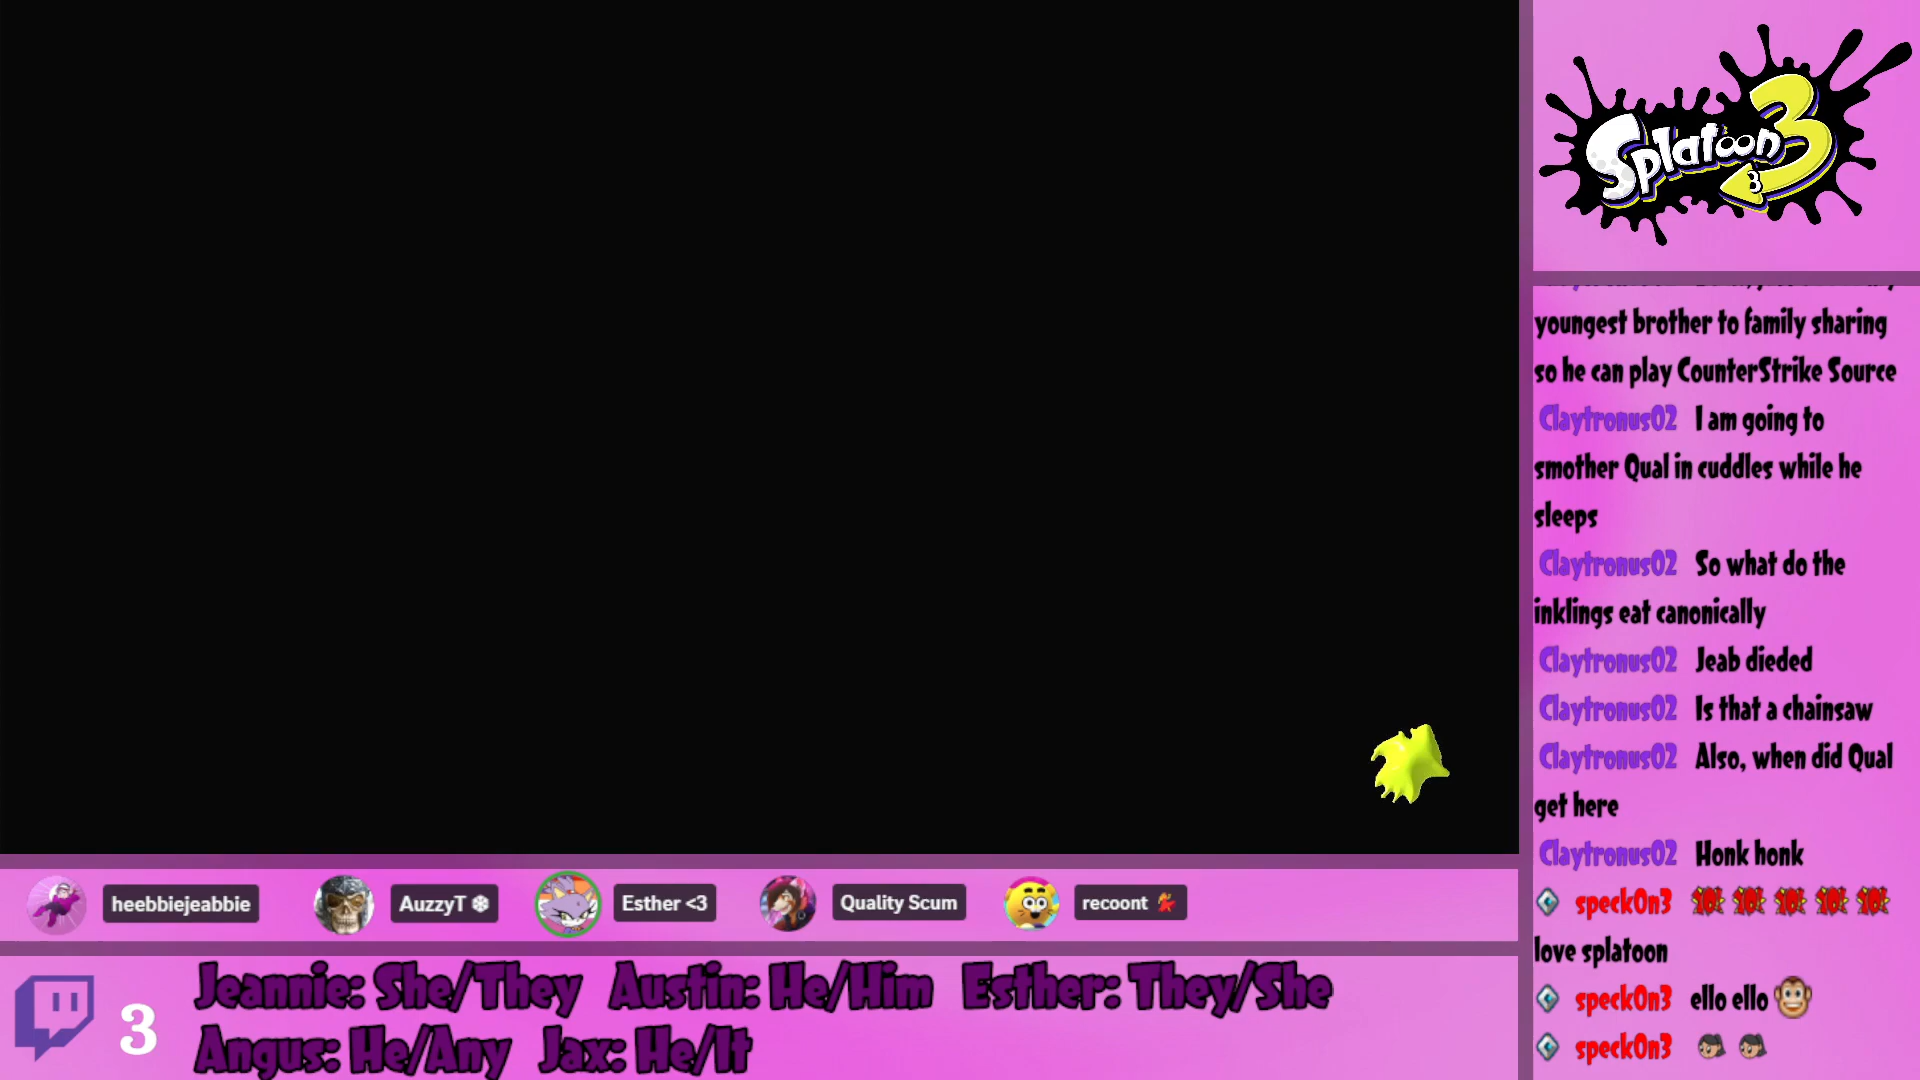 Splatoon 3
youngest brother to family sharing
so he can play CounterStrike Source
Claytronus02 I am going to
smother Qual in cuddles while he
sleeps
Claytronus02 So what do the
inklings eat canonically
Claytronus02 Jeab dieded
Claytronus02 Is that a chainsaw
Claytronus02 Also, when did Qual
get here
Claytronus02 Honk honk
speck0n3
love splatoon
speck0n3 ello ello
speck0n3
heebbiejeabbie
AuzzyT
Esther <3
Quality Scum
recoont
3
Jeannie: She/They Austin: He/Him Esther: They/She
Angus: He/Any Jax: He/It